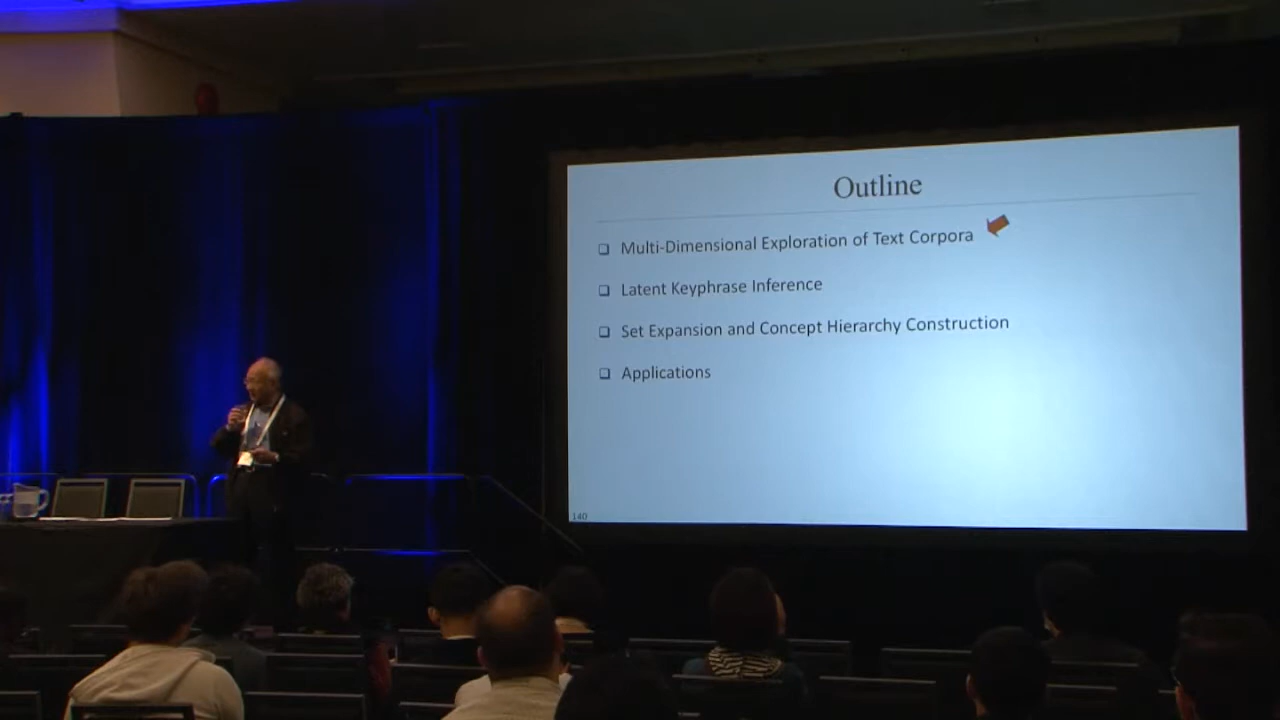 Outline
Multi-Dimensional Exploration of Text Corpora
Latent Keyphrase Inference
Set Expansion and Concept Hierarchy Construction
Applications
140